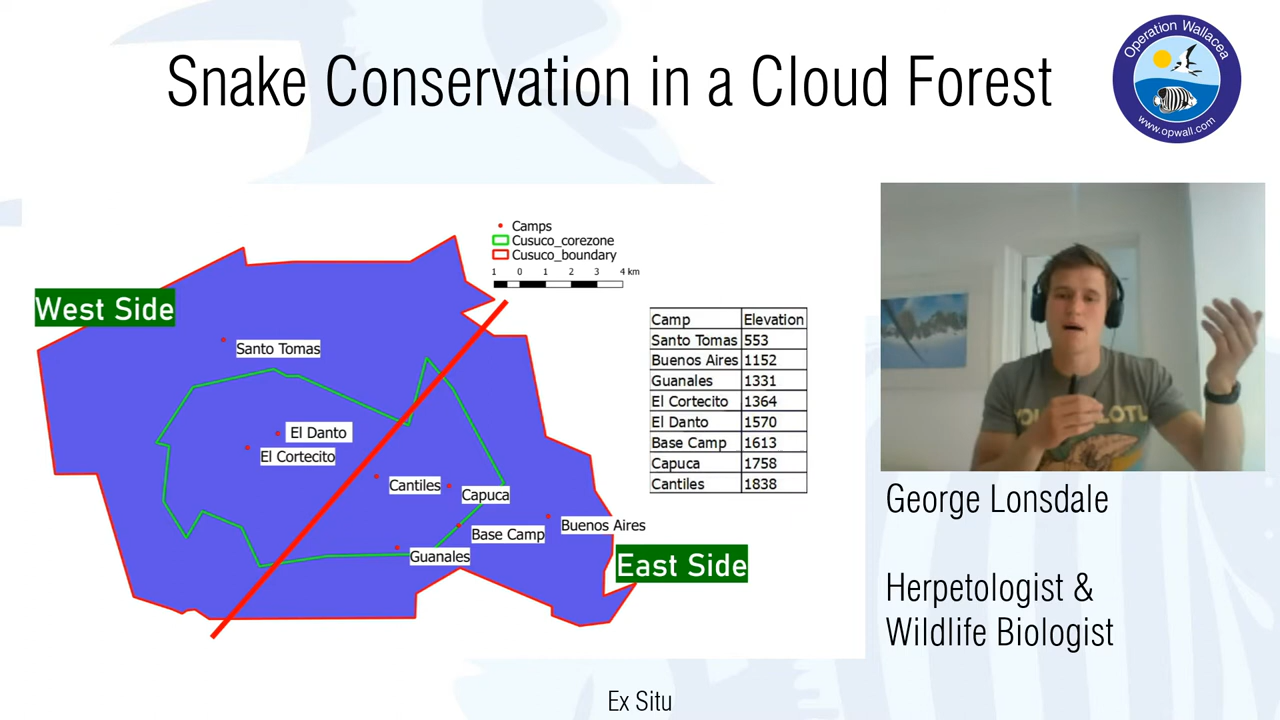 Snake Conservation in a Cloud Forest
Operation Wallacea
www.opwall.com
Camps
Cusuco_corezone
Cusuco_boundary
1 0 1 2 3 4 km
West Side
Santo Tomas
El Danto
El Cortecito
Cantiles
Capuca
Base Camp
Buenos Aires
Guanales
East Side
Camp Elevation
Santo Tomas 553
Buenos Aires 1152
Guanales 1331
El Cortecito 1364
El Danto 1570
Base Camp 1613
Capuca 1758
Cantiles 1838
George Lonsdale
Herpetologist &
Wildlife Biologist
Ex Situ